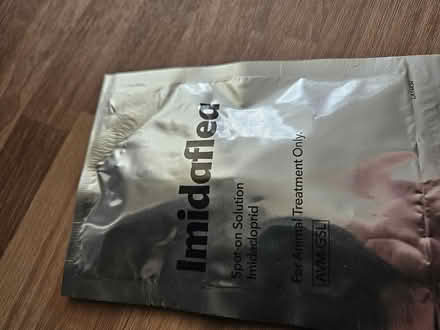 Imidaflea
Spot-on Solution
Imidacloprid
For Animal Treatment Only.
AVM-GSL